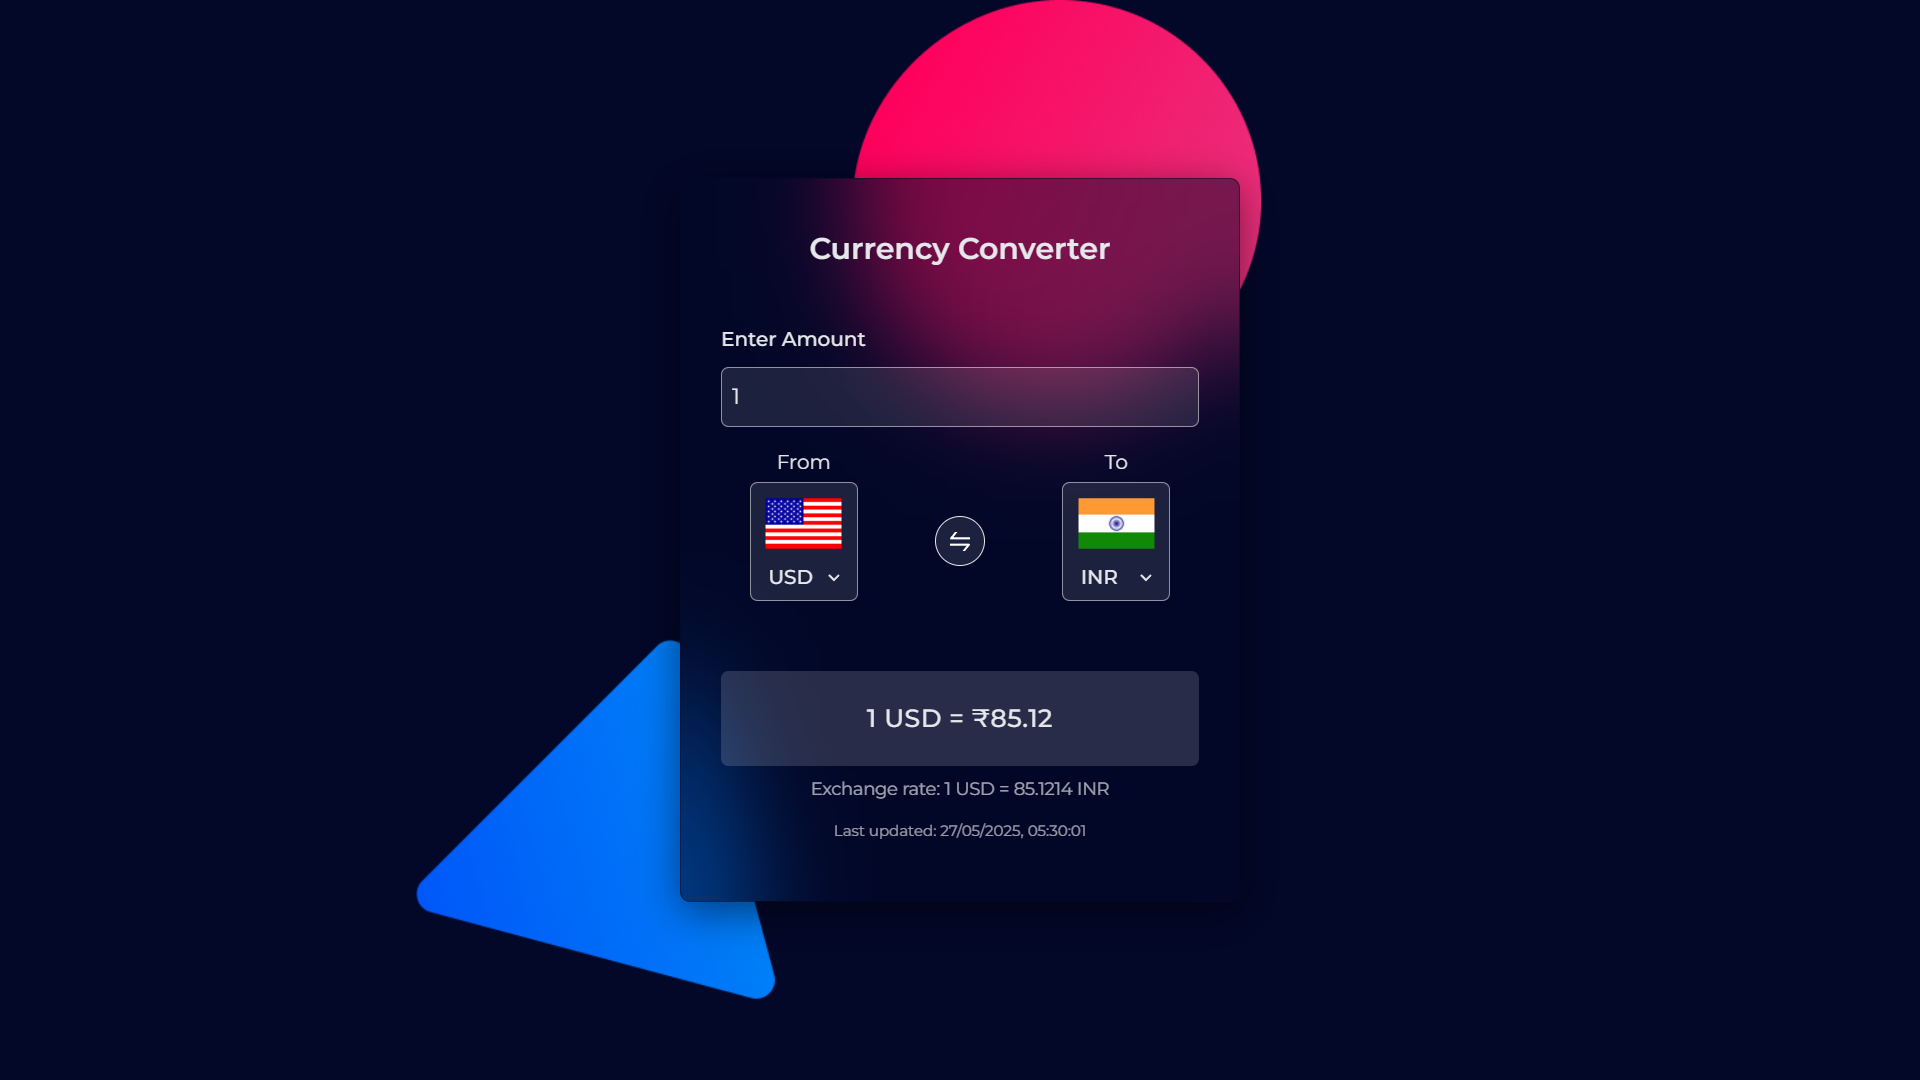 Currency Converter
Enter Amount
1
From To
USD INR
1 USD = ₹85.12
Exchange rate: 1 USD = 85.1214 INR
Last updated: 27/05/2025, 05:30:01